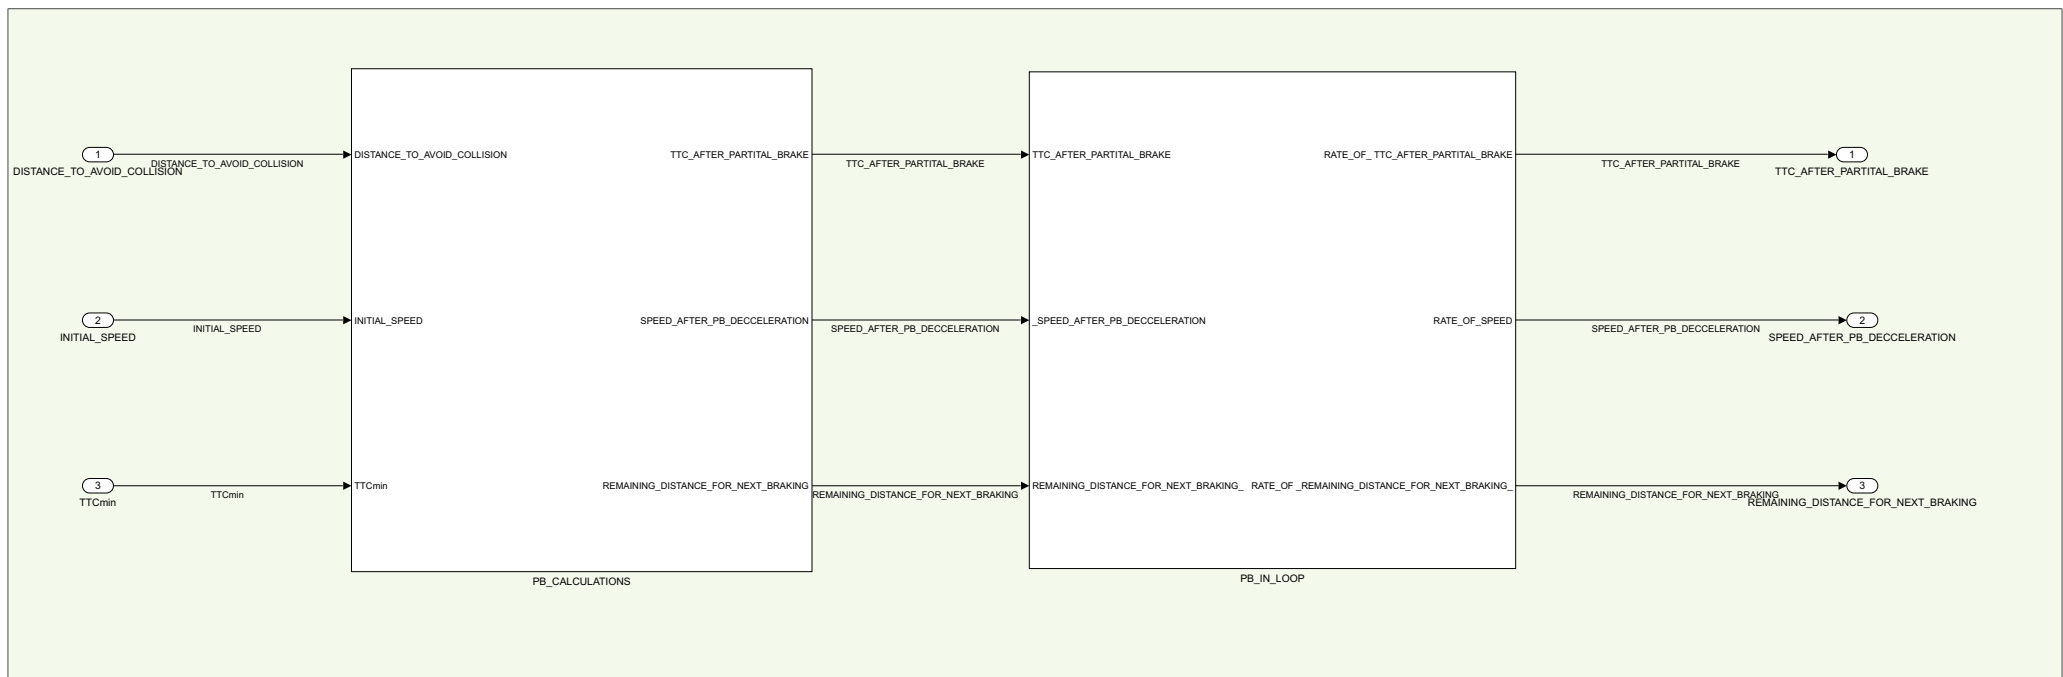 1
DISTANCE_TO_AVOID_COLLISION
DISTANCE_TO_AVOID_COLLISION
DISTANCE_TO_AVOID_COLLISION
TTC_AFTER_PARTITAL_BRAKE
TTC_AFTER_PARTITAL_BRAKE
TTC_AFTER_PARTITAL_BRAKE
RATE_OF_ TTC_AFTER_PARTITAL_BRAKE
TTC_AFTER_PARTITAL_BRAKE
1
TTC_AFTER_PARTITAL_BRAKE
2
INITIAL_SPEED
INITIAL_SPEED
INITIAL_SPEED
SPEED_AFTER_PB_DECCELERATION
SPEED_AFTER_PB_DECCELERATION
_SPEED_AFTER_PB_DECCELERATION
RATE_OF_SPEED
SPEED_AFTER_PB_DECCELERATION
2
SPEED_AFTER_PB_DECCELERATION
3
TTCmin
TTCmin
TTCmin
REMAINING_DISTANCE_FOR_NEXT_BRAKING
REMAINING_DISTANCE_FOR_NEXT_BRAKING
REMAINING_DISTANCE_FOR_NEXT_BRAKING_
RATE_OF _REMAINING_DISTANCE_FOR_NEXT_BRAKING_
REMAINING_DISTANCE_FOR_NEXT_BRAKING
3
REMAINING_DISTANCE_FOR_NEXT_BRAKING
PB_CALCULATIONS
PB_IN_LOOP